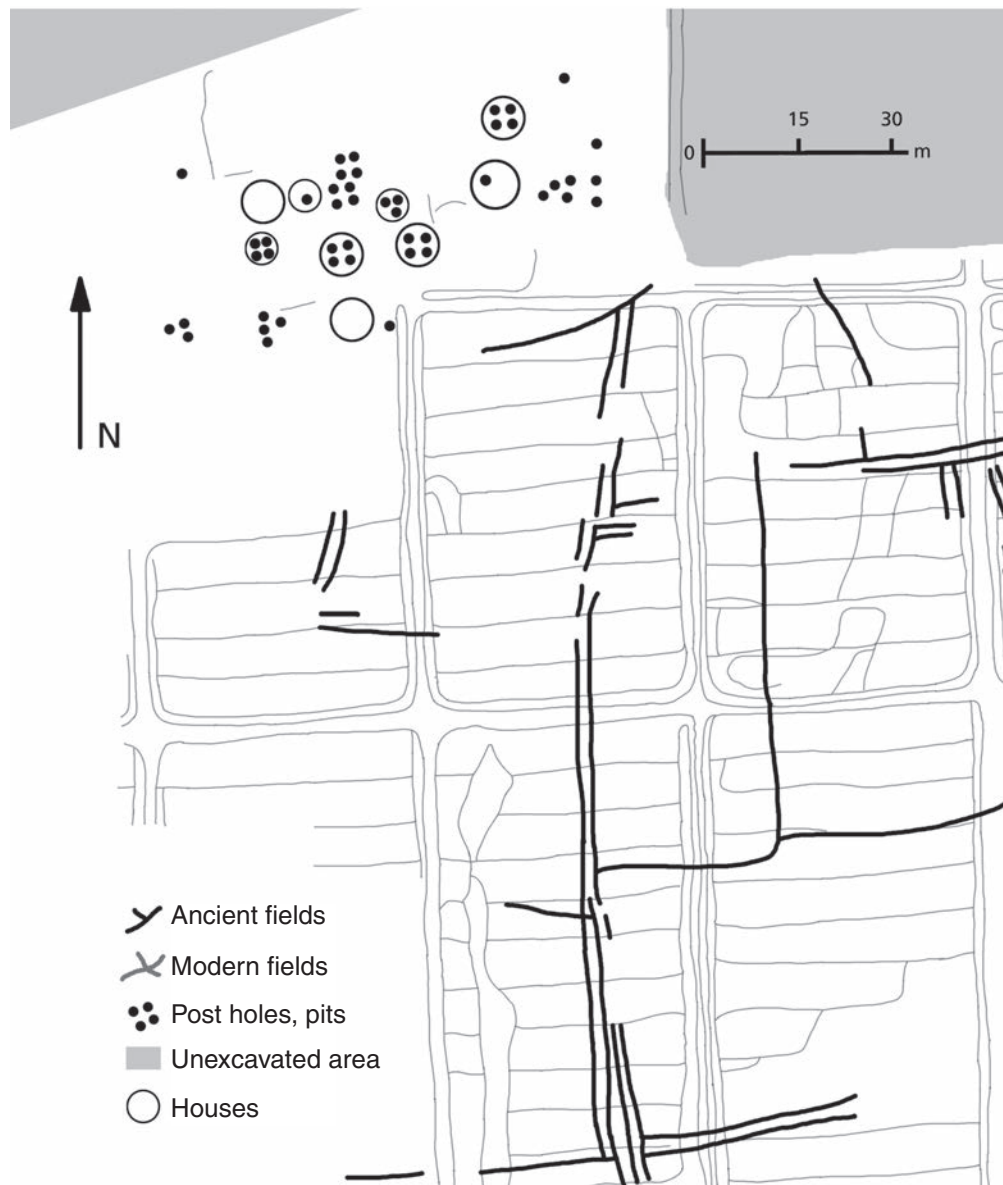 15 30
0 m
N
Ancient fields
Modern fields
Post holes, pits
Unexcavated area
Houses